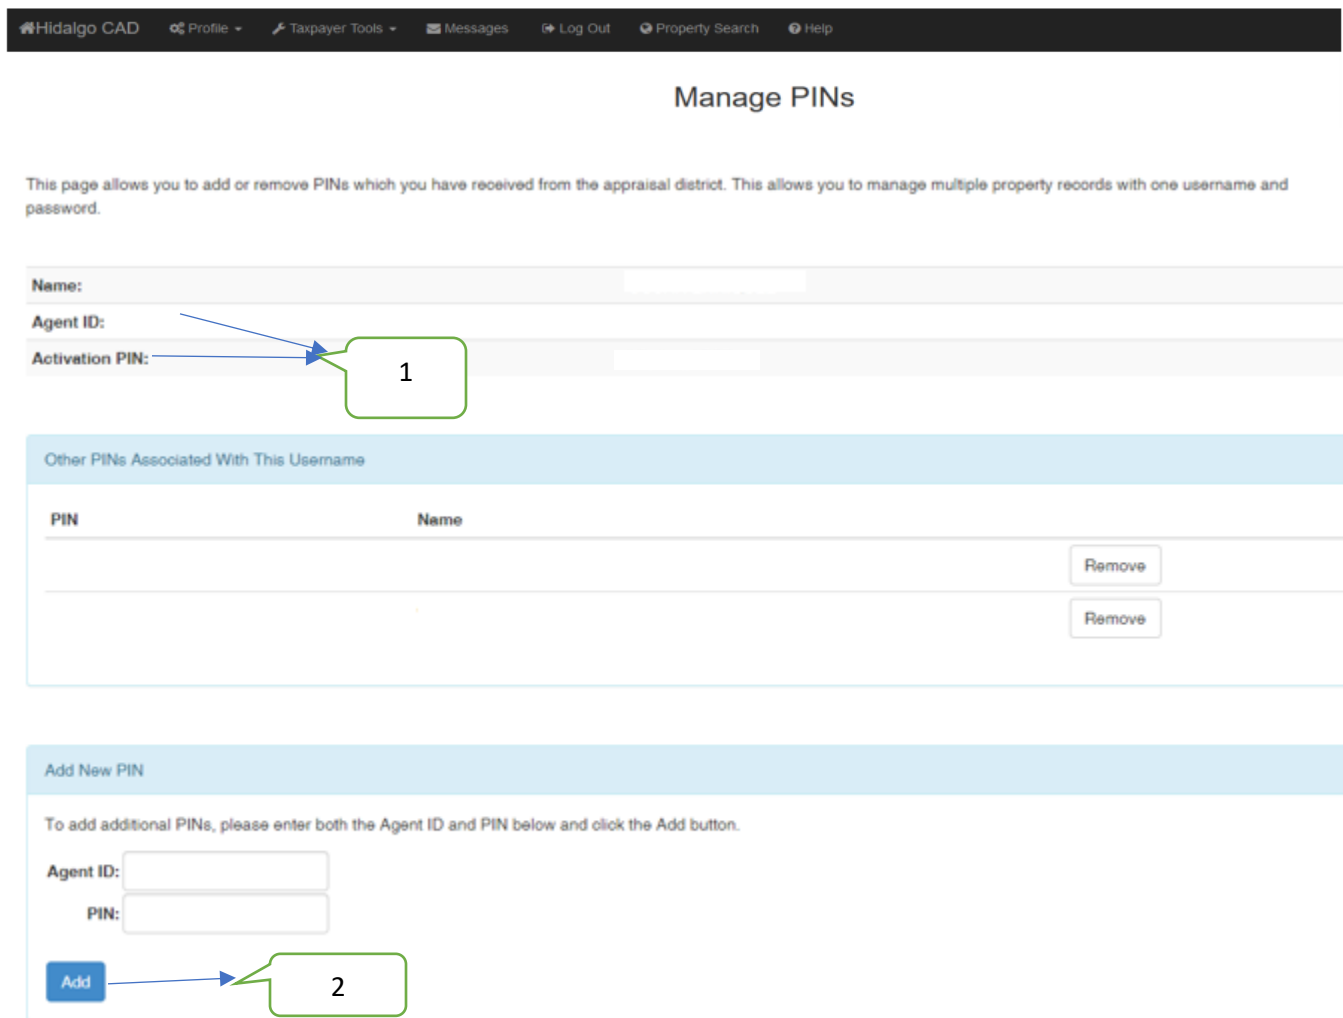 Hidalgo CAD Profile Taxpayer Tools Messages Log Out Property Search Help
Manage PINs
This page allows you to add or remove PINs which you have received from the appraisal district. This allows you to manage multiple property records with one username and
password.
Name:
Agent ID:
Activation PIN:
1
Other PINs Associated With This Username
PIN Name
Remove
Remove
Add New PIN
To add additional PINs, please enter both the Agent ID and PIN below and click the Add button.
Agent ID:
PIN:
Add
2